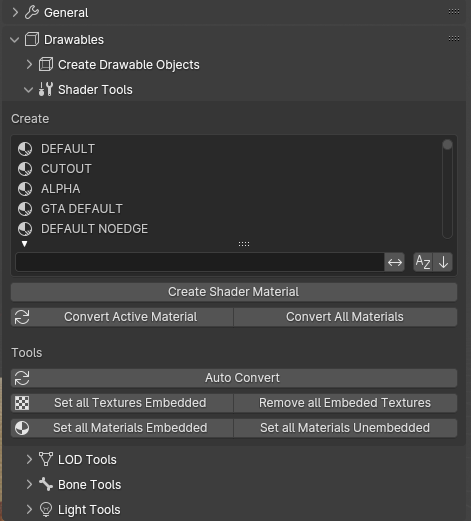 General
Drawables
Create Drawable Objects
Shader Tools
Create
DEFAULT
CUTOUT
ALPHA
GTA DEFAULT
DEFAULT NOEDGE
AZ
Create Shader Material
Convert Active Material Convert All Materials
Tools
Auto Convert
Set all Textures Embedded Remove all Embeded Textures
Set all Materials Embedded Set all Materials Unembedded
LOD Tools
Bone Tools
Light Tools